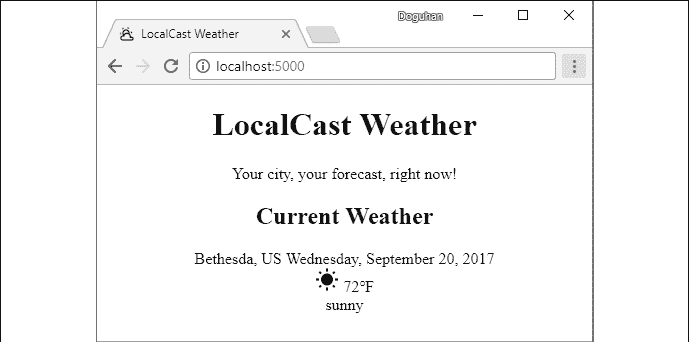 Doguhan
LocalCast Weather
localhost:5000
LocalCast Weather
Your city, your forecast, right now!
Current Weather
Bethesda, US Wednesday, September 20, 2017
72°F
sunny